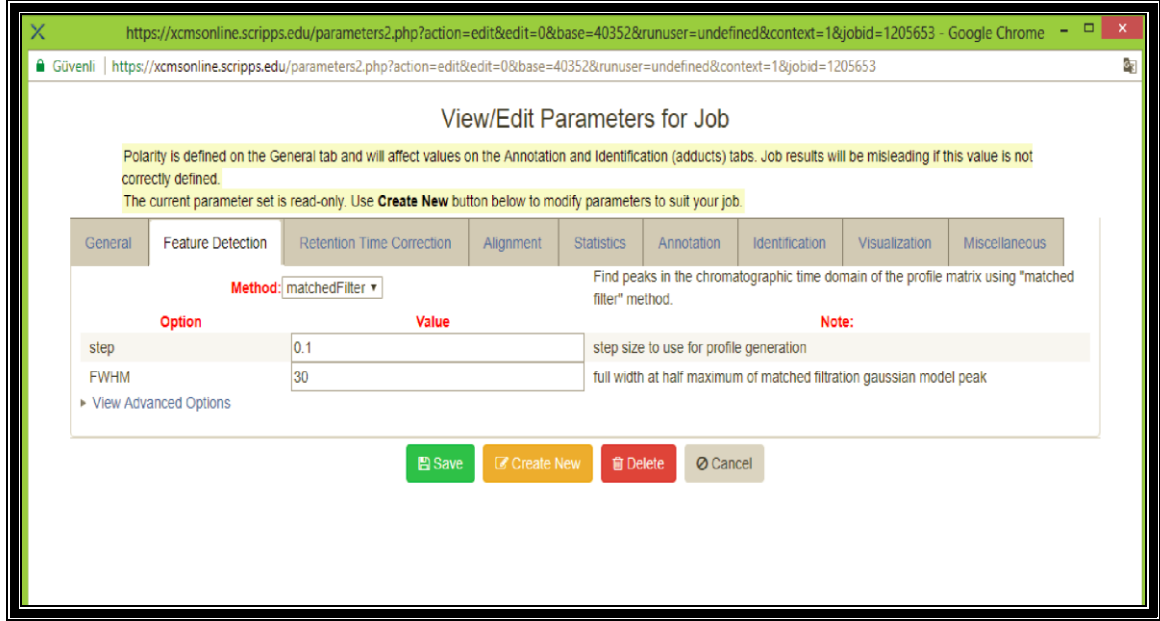 https://xcmsonline.scripps.edu/parameters2.php?action=edit&edit=0&base=40352&runuser=undefined&context=1&jobid=1205653 - Google Chrome
Güvenli | https://xcmsonline.scripps.edu/parameters2.php?action=edit&edit=0&base=40352&runuser=undefined&context=1&jobid=1205653
View/Edit Parameters for Job
Polarity is defined on the General tab and will affect values on the Annotation and Identification (adducts) tabs. Job results will be misleading if this value is not
correctly defined.
The current parameter set is read-only. Use Create New button below to modify parameters to suit your job.
General Feature Detection Retention Time Correction Alignment Statistics Annotation Identification Visualization Miscellaneous
Method: matchedFilter Find peaks in the chromatographic time domain of the profile matrix using "matched
filter" method.
Option Value Note:
step 0.1 step size to use for profile generation
FWHM 30 full width at half maximum of matched filtration gaussian model peak
View Advanced Options
Save Create New Delete Cancel